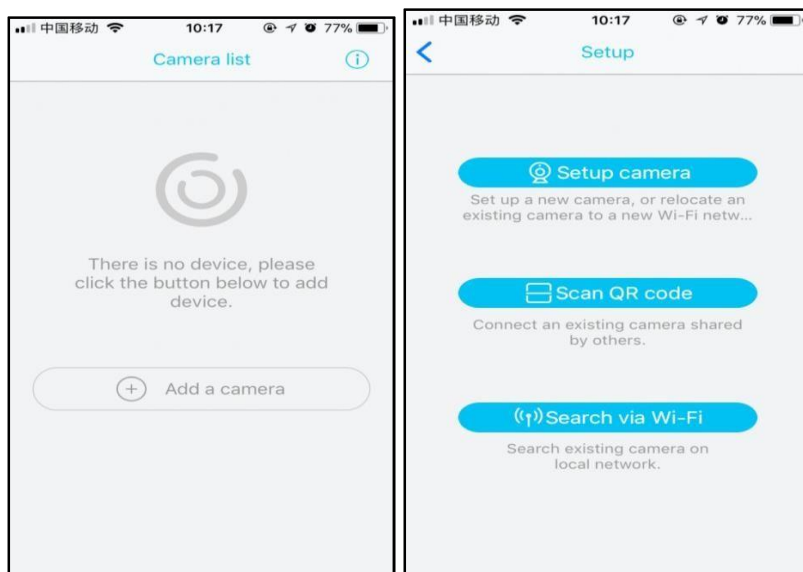 中国移动 10:17 77%
Camera list
There is no device, please
click the button below to add
device.
Add a camera
中国移动 10:17 77%
Setup
Setup camera
Set up a new camera, or relocate an
existing camera to a new Wi-Fi netw...
Scan QR code
Connect an existing camera shared
by others.
Search via Wi-Fi
Search existing camera on
local network.